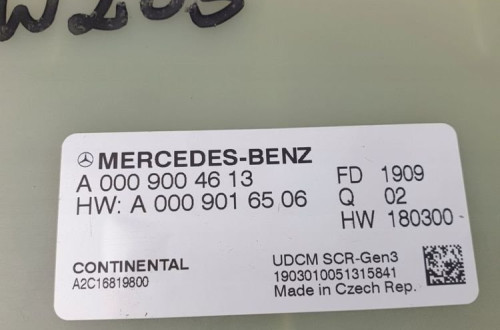 W205
MERCEDES-BENZ
A 000 900 46 13 FD 1909
HW: A 000 901 65 06 Q 02
HW 180300
CONTINENTAL UDCM SCR-Gen3
A2C16819800 1903010051315841
Made in Czech Rep.